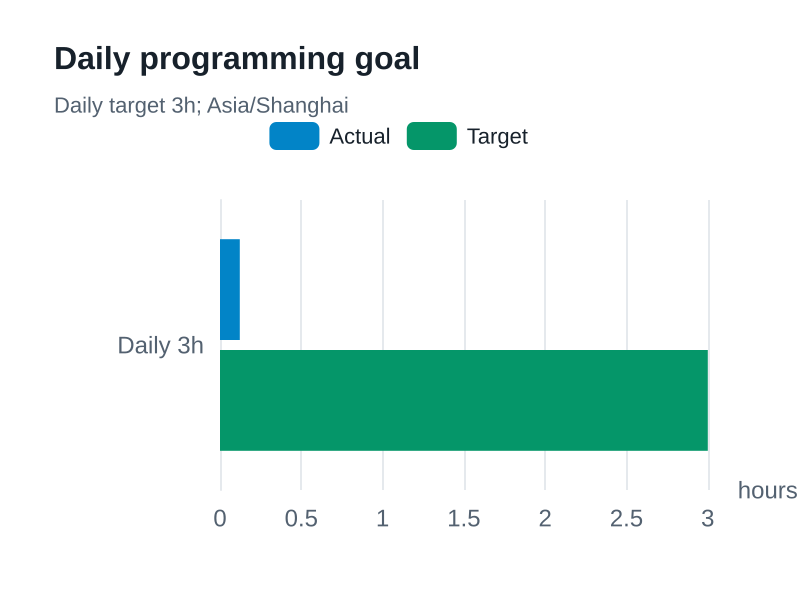 Daily programming goal
Daily target 3h; Asia/Shanghai
Actual Target
Daily 3h
hours
0 0.5 1 1.5 2 2.5 3